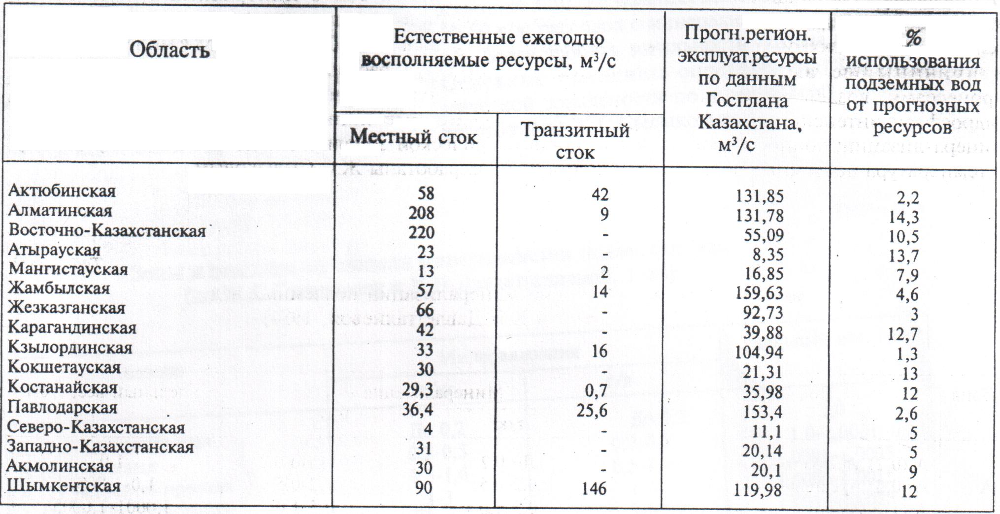 Область
Естественные ежегодно
восполняемые ресурсы, м³/с
Местный сток
Транзитный
сток
Прогн.регион.
эксплуат.ресурсы
по данным
Госплана
Казахстана,
м³/с
%
использования
подземных вод
от прогнозных
ресурсов
Актюбинская 58 42 131,85 2,2
Алматинская 208 9 131,78 14,3
Восточно-Казахстанская 220 - 55,09 10,5
Атырауская 23 - 8,35 13,7
Мангистауская 13 2 16,85 7,9
Жамбылская 57 14 159,63 4,6
Жезказганская 66 - 92,73 3
Карагандинская 42 - 39,88 12,7
Кзылординская 33 16 104,94 1,3
Кокшетауская 30 - 21,31 13
Костанайская 29,3 0,7 35,98 12
Павлодарская 36,4 25,6 153,4 2,6
Северо-Казахстанская 4 - 11,1 5
Западно-Казахстанская 31 - 20,14 5
Акмолинская 30 - 20,1 9
Шымкентская 90 146 119,98 12